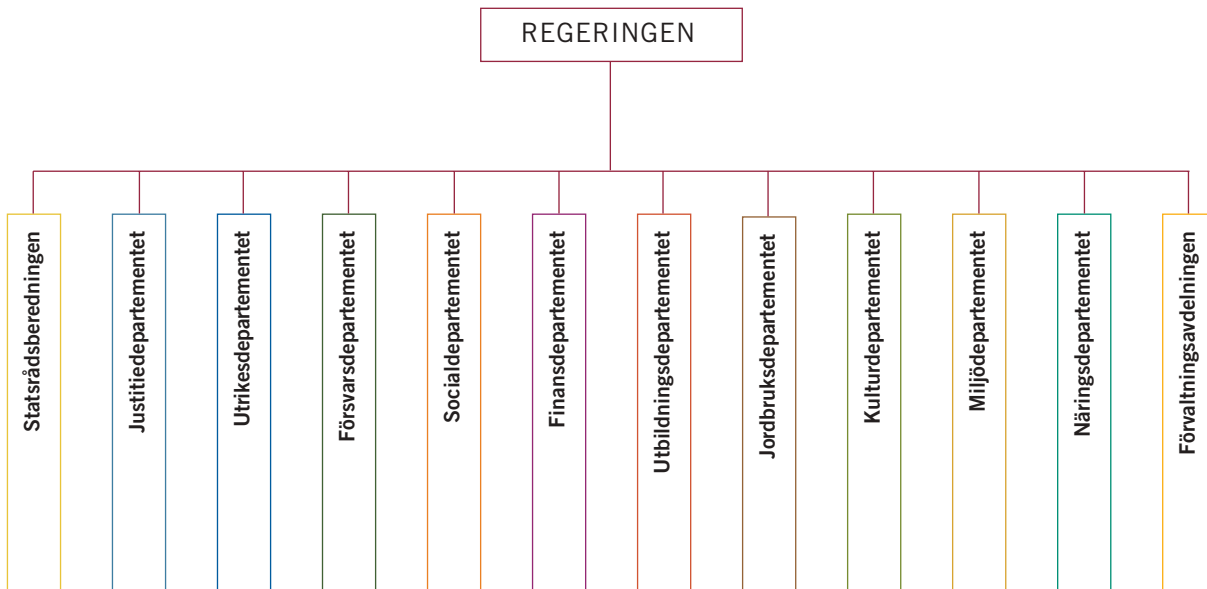 REGERINGEN
Statsrådsberedningen
Justitiedepartementet
Utrikesdepartementet
Försvarsdepartementet
Socialdepartementet
Finansdepartementet
Utbildningsdepartementet
Jordbruksdepartementet
Kulturdepartementet
Miljödepartementet
Näringsdepartementet
Förvaltningsavdelningen